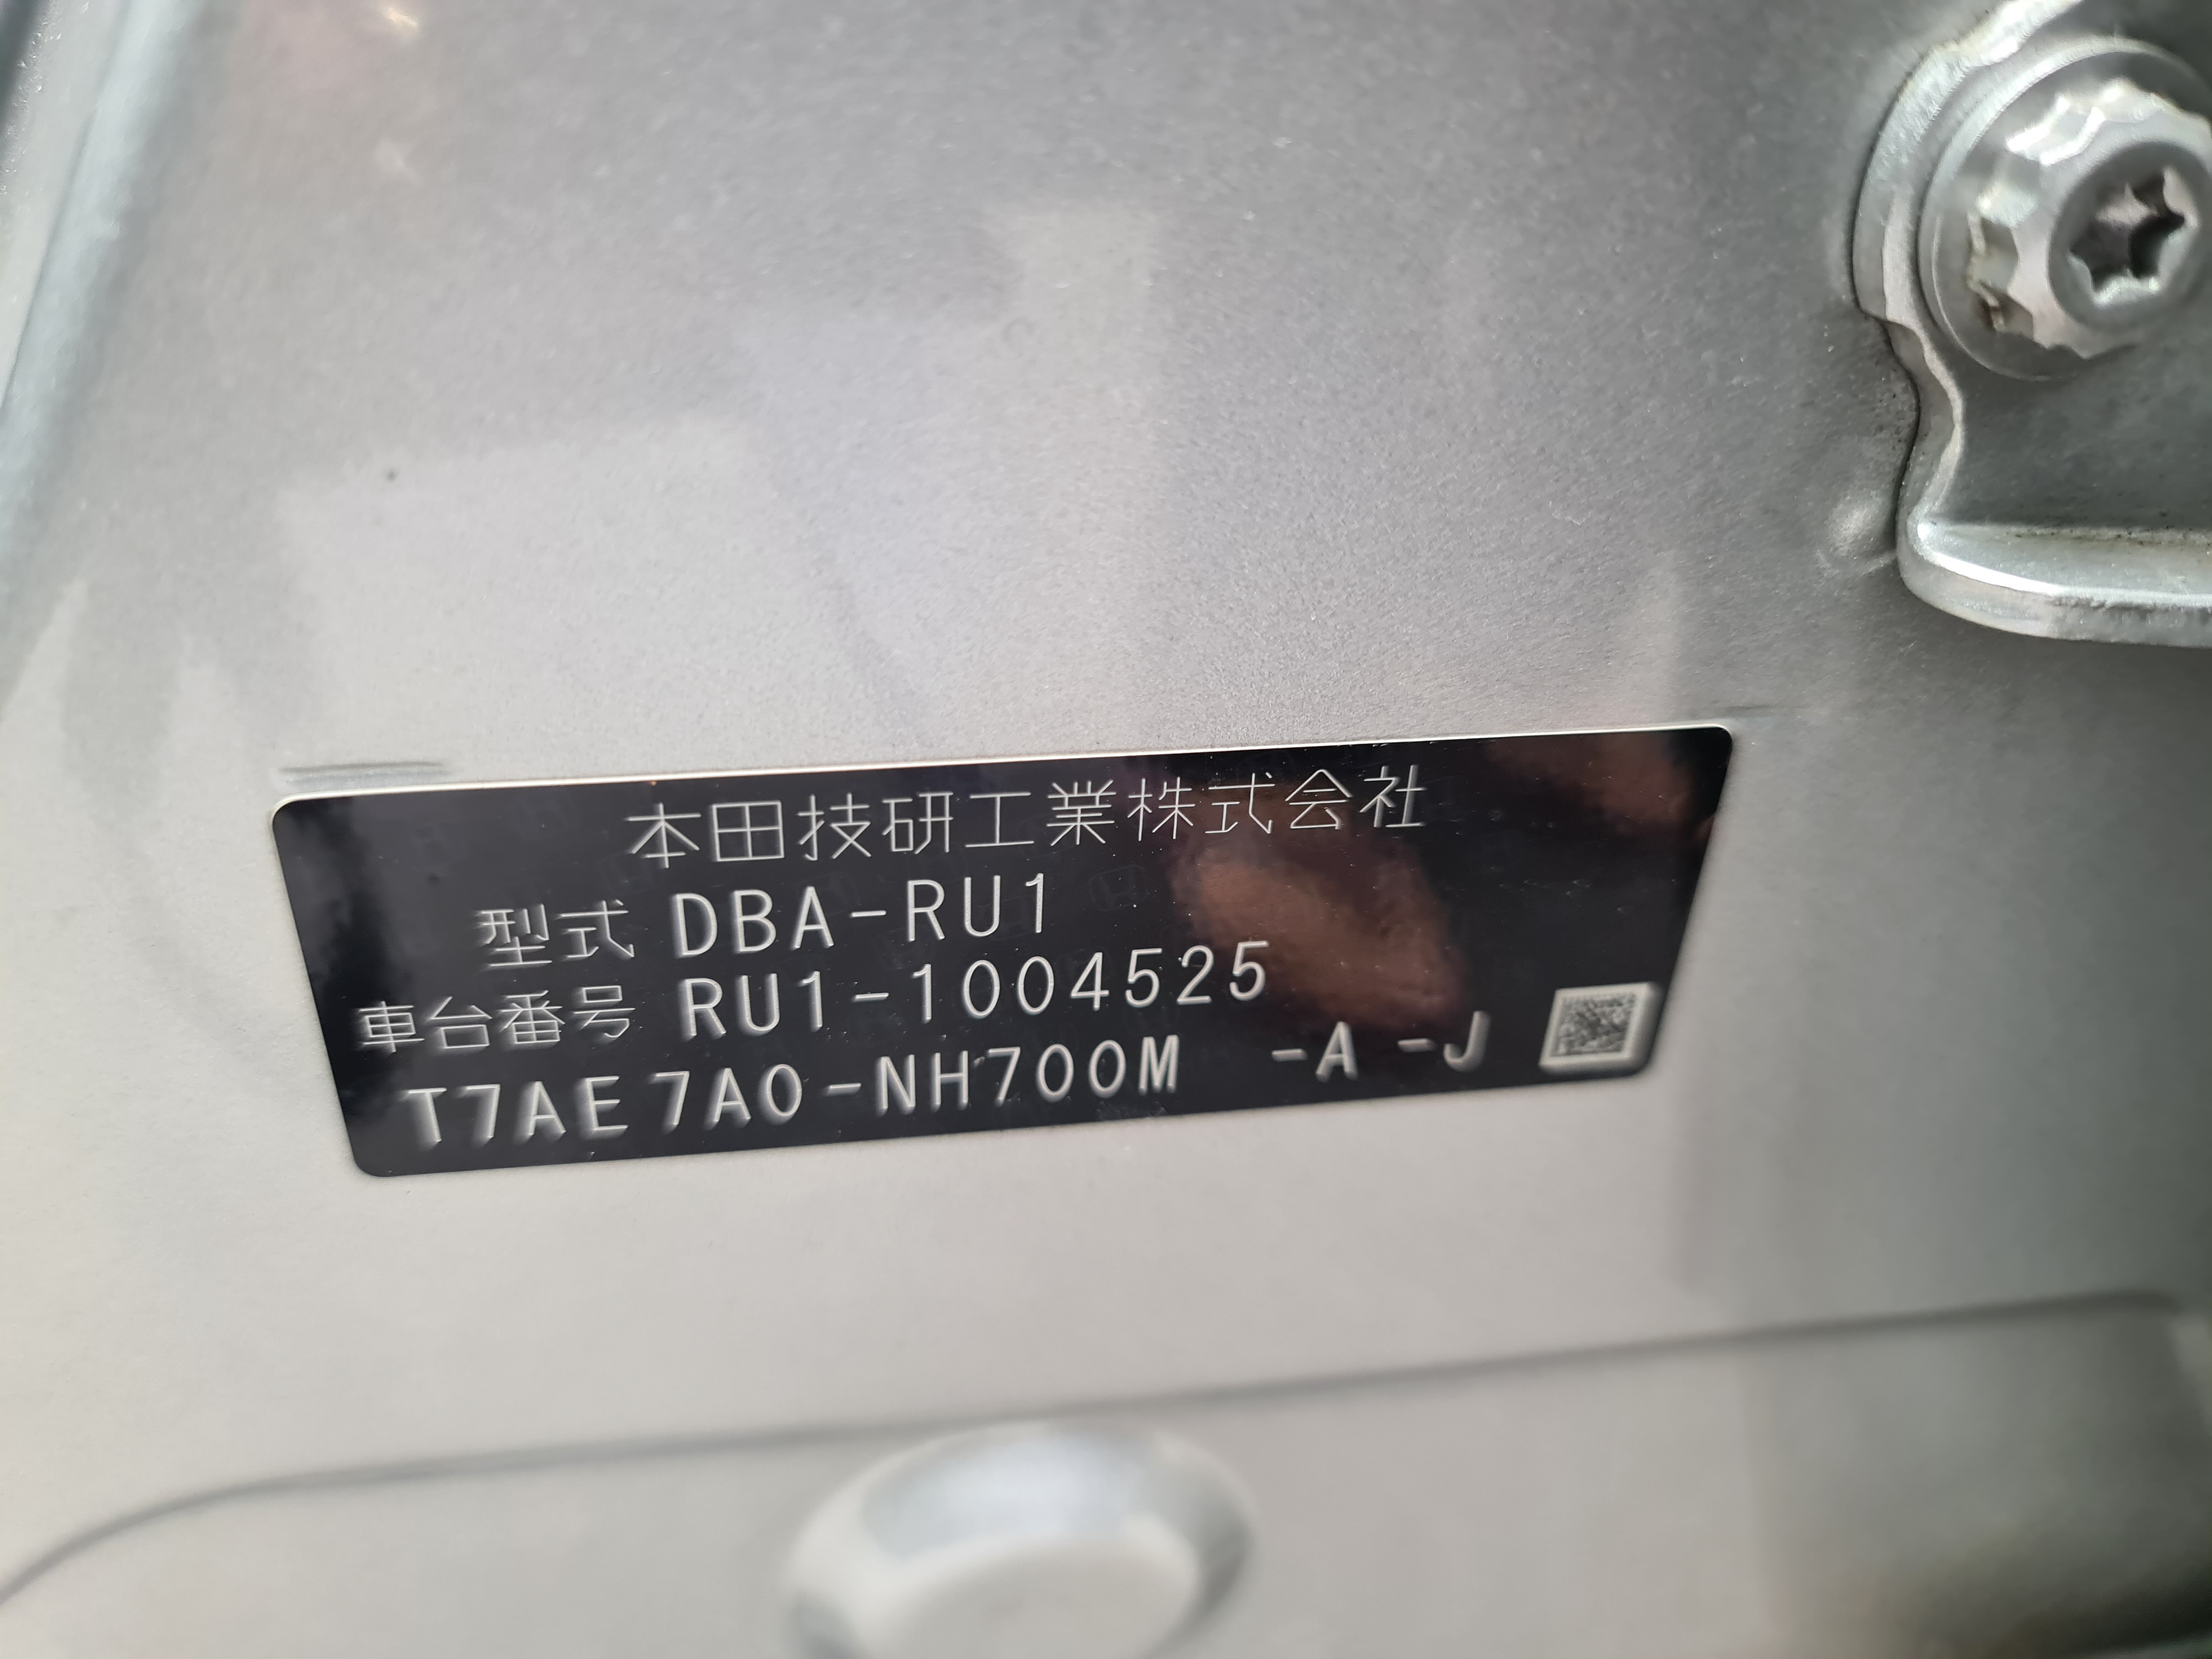 本田技研工業株式会社
型式 DBA-RU1
車台番号 RU1-1004525
T7AE7A0-NH700M -A -J